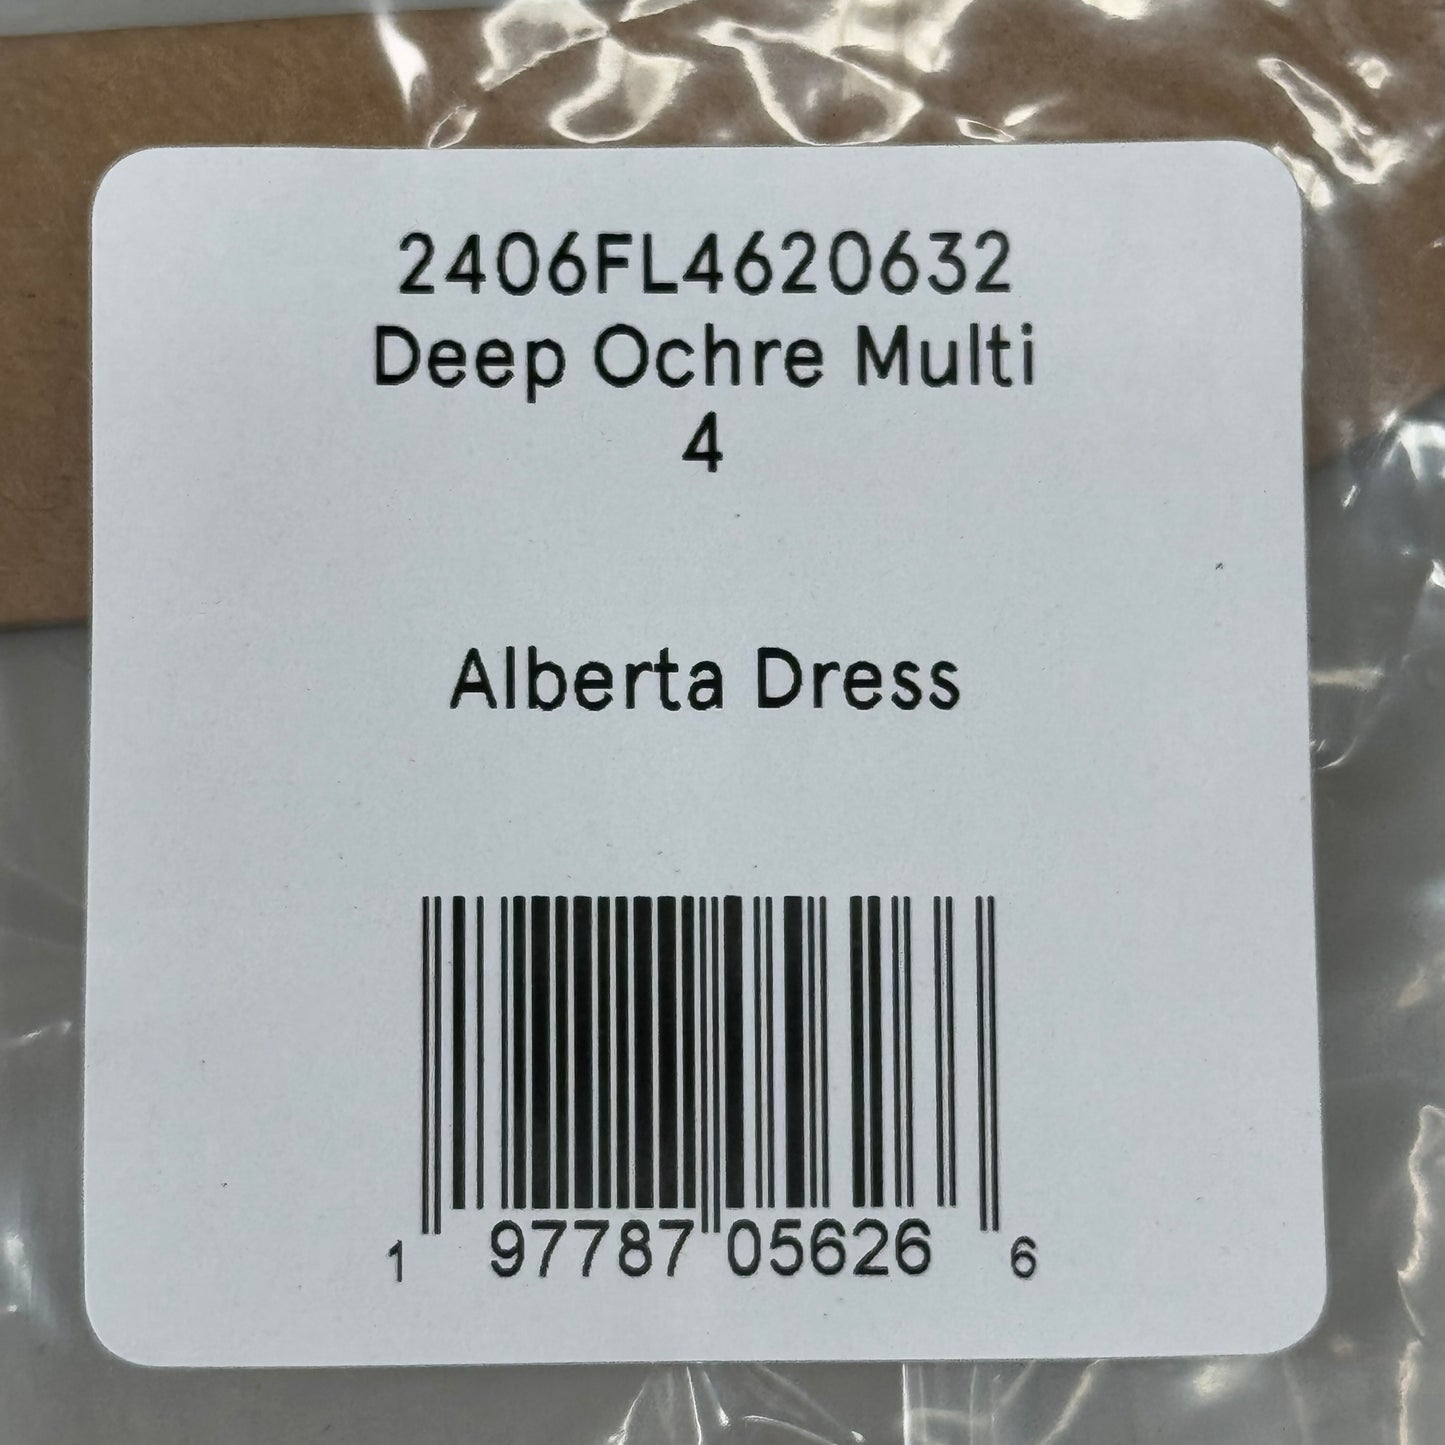 2406FL4620632
Deep Ochre Multi
4
Alberta Dress
1 97787 05626 6